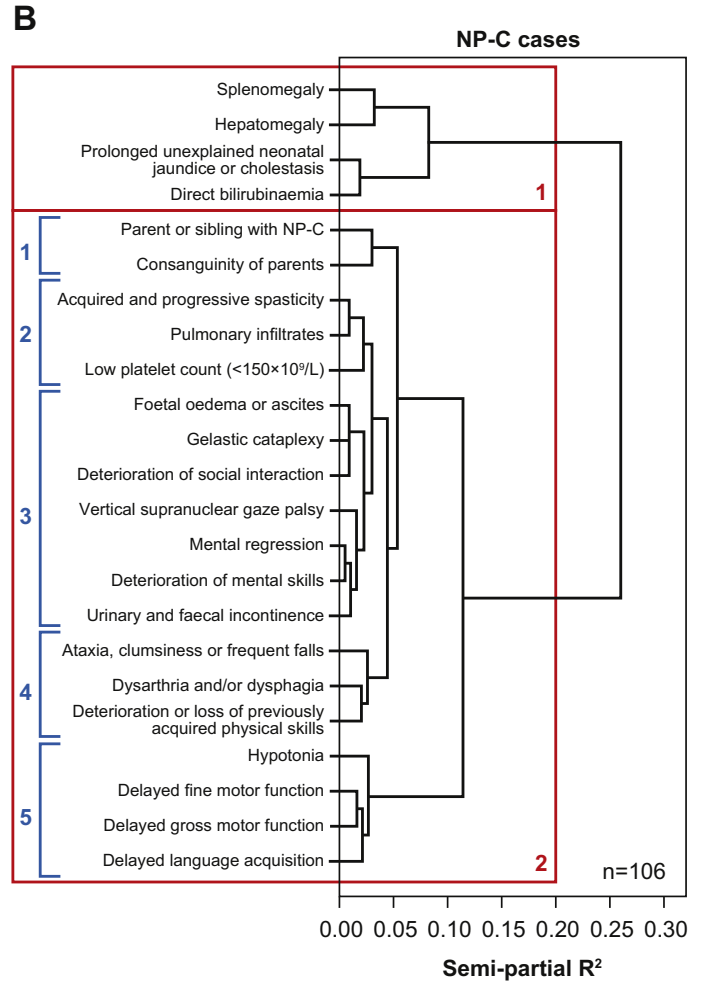 B
NP-C cases
Splenomegaly
Hepatomegaly
Prolonged unexplained neonatal
jaundice or cholestasis
Direct bilirubinaemia
1
1
Parent or sibling with NP-C
Consanguinity of parents
2
Acquired and progressive spasticity
Pulmonary infiltrates
Low platelet count (<150×10⁹/L)
3
Foetal oedema or ascites
Gelastic cataplexy
Deterioration of social interaction
Vertical supranuclear gaze palsy
Mental regression
Deterioration of mental skills
Urinary and faecal incontinence
4
Ataxia, clumsiness or frequent falls
Dysarthria and/or dysphagia
Deterioration or loss of previously
acquired physical skills
5
Hypotonia
Delayed fine motor function
Delayed gross motor function
Delayed language acquisition
2
n=106
0.00 0.05 0.10 0.15 0.20 0.25 0.30
Semi-partial R²